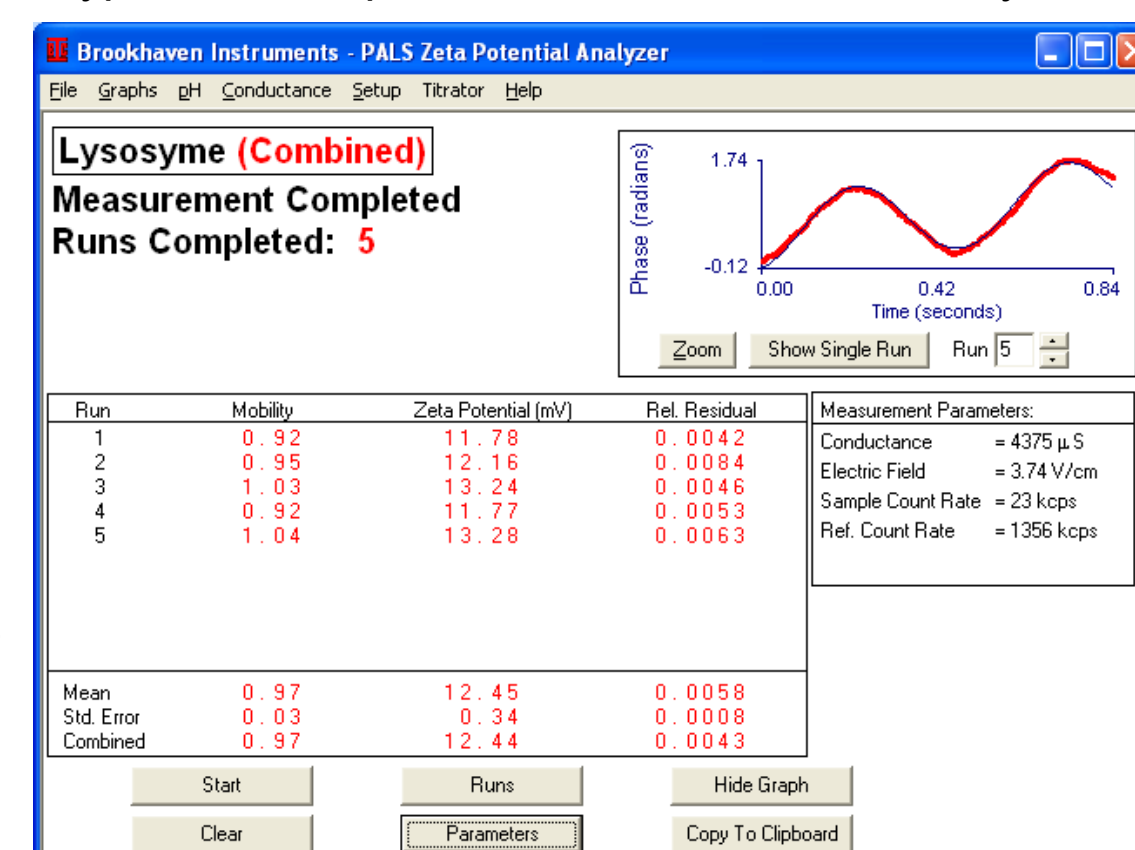 Brookhaven Instruments - PALS Zeta Potential Analyzer
File Graphs pH Conductance Setup Titrator Help
Lysosyme (Combined)
Measurement Completed
Runs Completed: 5
Phase (radians)
1.74
-0.12
0.00 0.42 0.84
Time (seconds)
Zoom Show Single Run Run 5
Run Mobility Zeta Potential (mV) Rel. Residual
1 0.92 11.78 0.0042
2 0.95 12.16 0.0084
3 1.03 13.24 0.0046
4 0.92 11.77 0.0053
5 1.04 13.28 0.0063
Mean 0.97 12.45 0.0058
Std. Error 0.03 0.34 0.0008
Combined 0.97 12.44 0.0043
Measurement Parameters:
Conductance = 4375 μS
Electric Field = 3.74 V/cm
Sample Count Rate = 23 kcps
Ref. Count Rate = 1356 kcps
Start Runs Hide Graph
Clear Parameters Copy To Clipboard